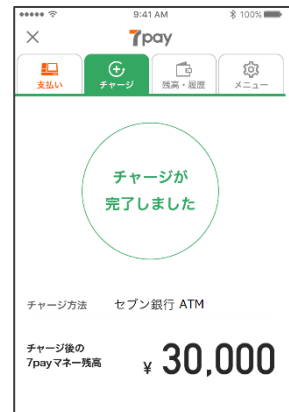 9:41 AM
100%
7pay
支払い
チャージ
残高・履歴
メニュー
チャージが
完了しました
チャージ方法 セブン銀行 ATM
チャージ後の
7payマネー残高
¥ 30,000